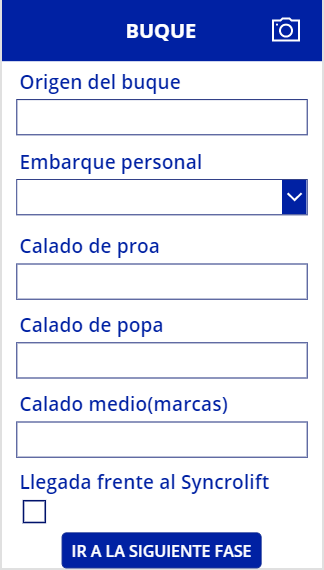 BUQUE
Origen del buque
Embarque personal
Calado de proa
Calado de popa
Calado medio(marcas)
Llegada frente al Syncrolift
IR A LA SIGUIENTE FASE